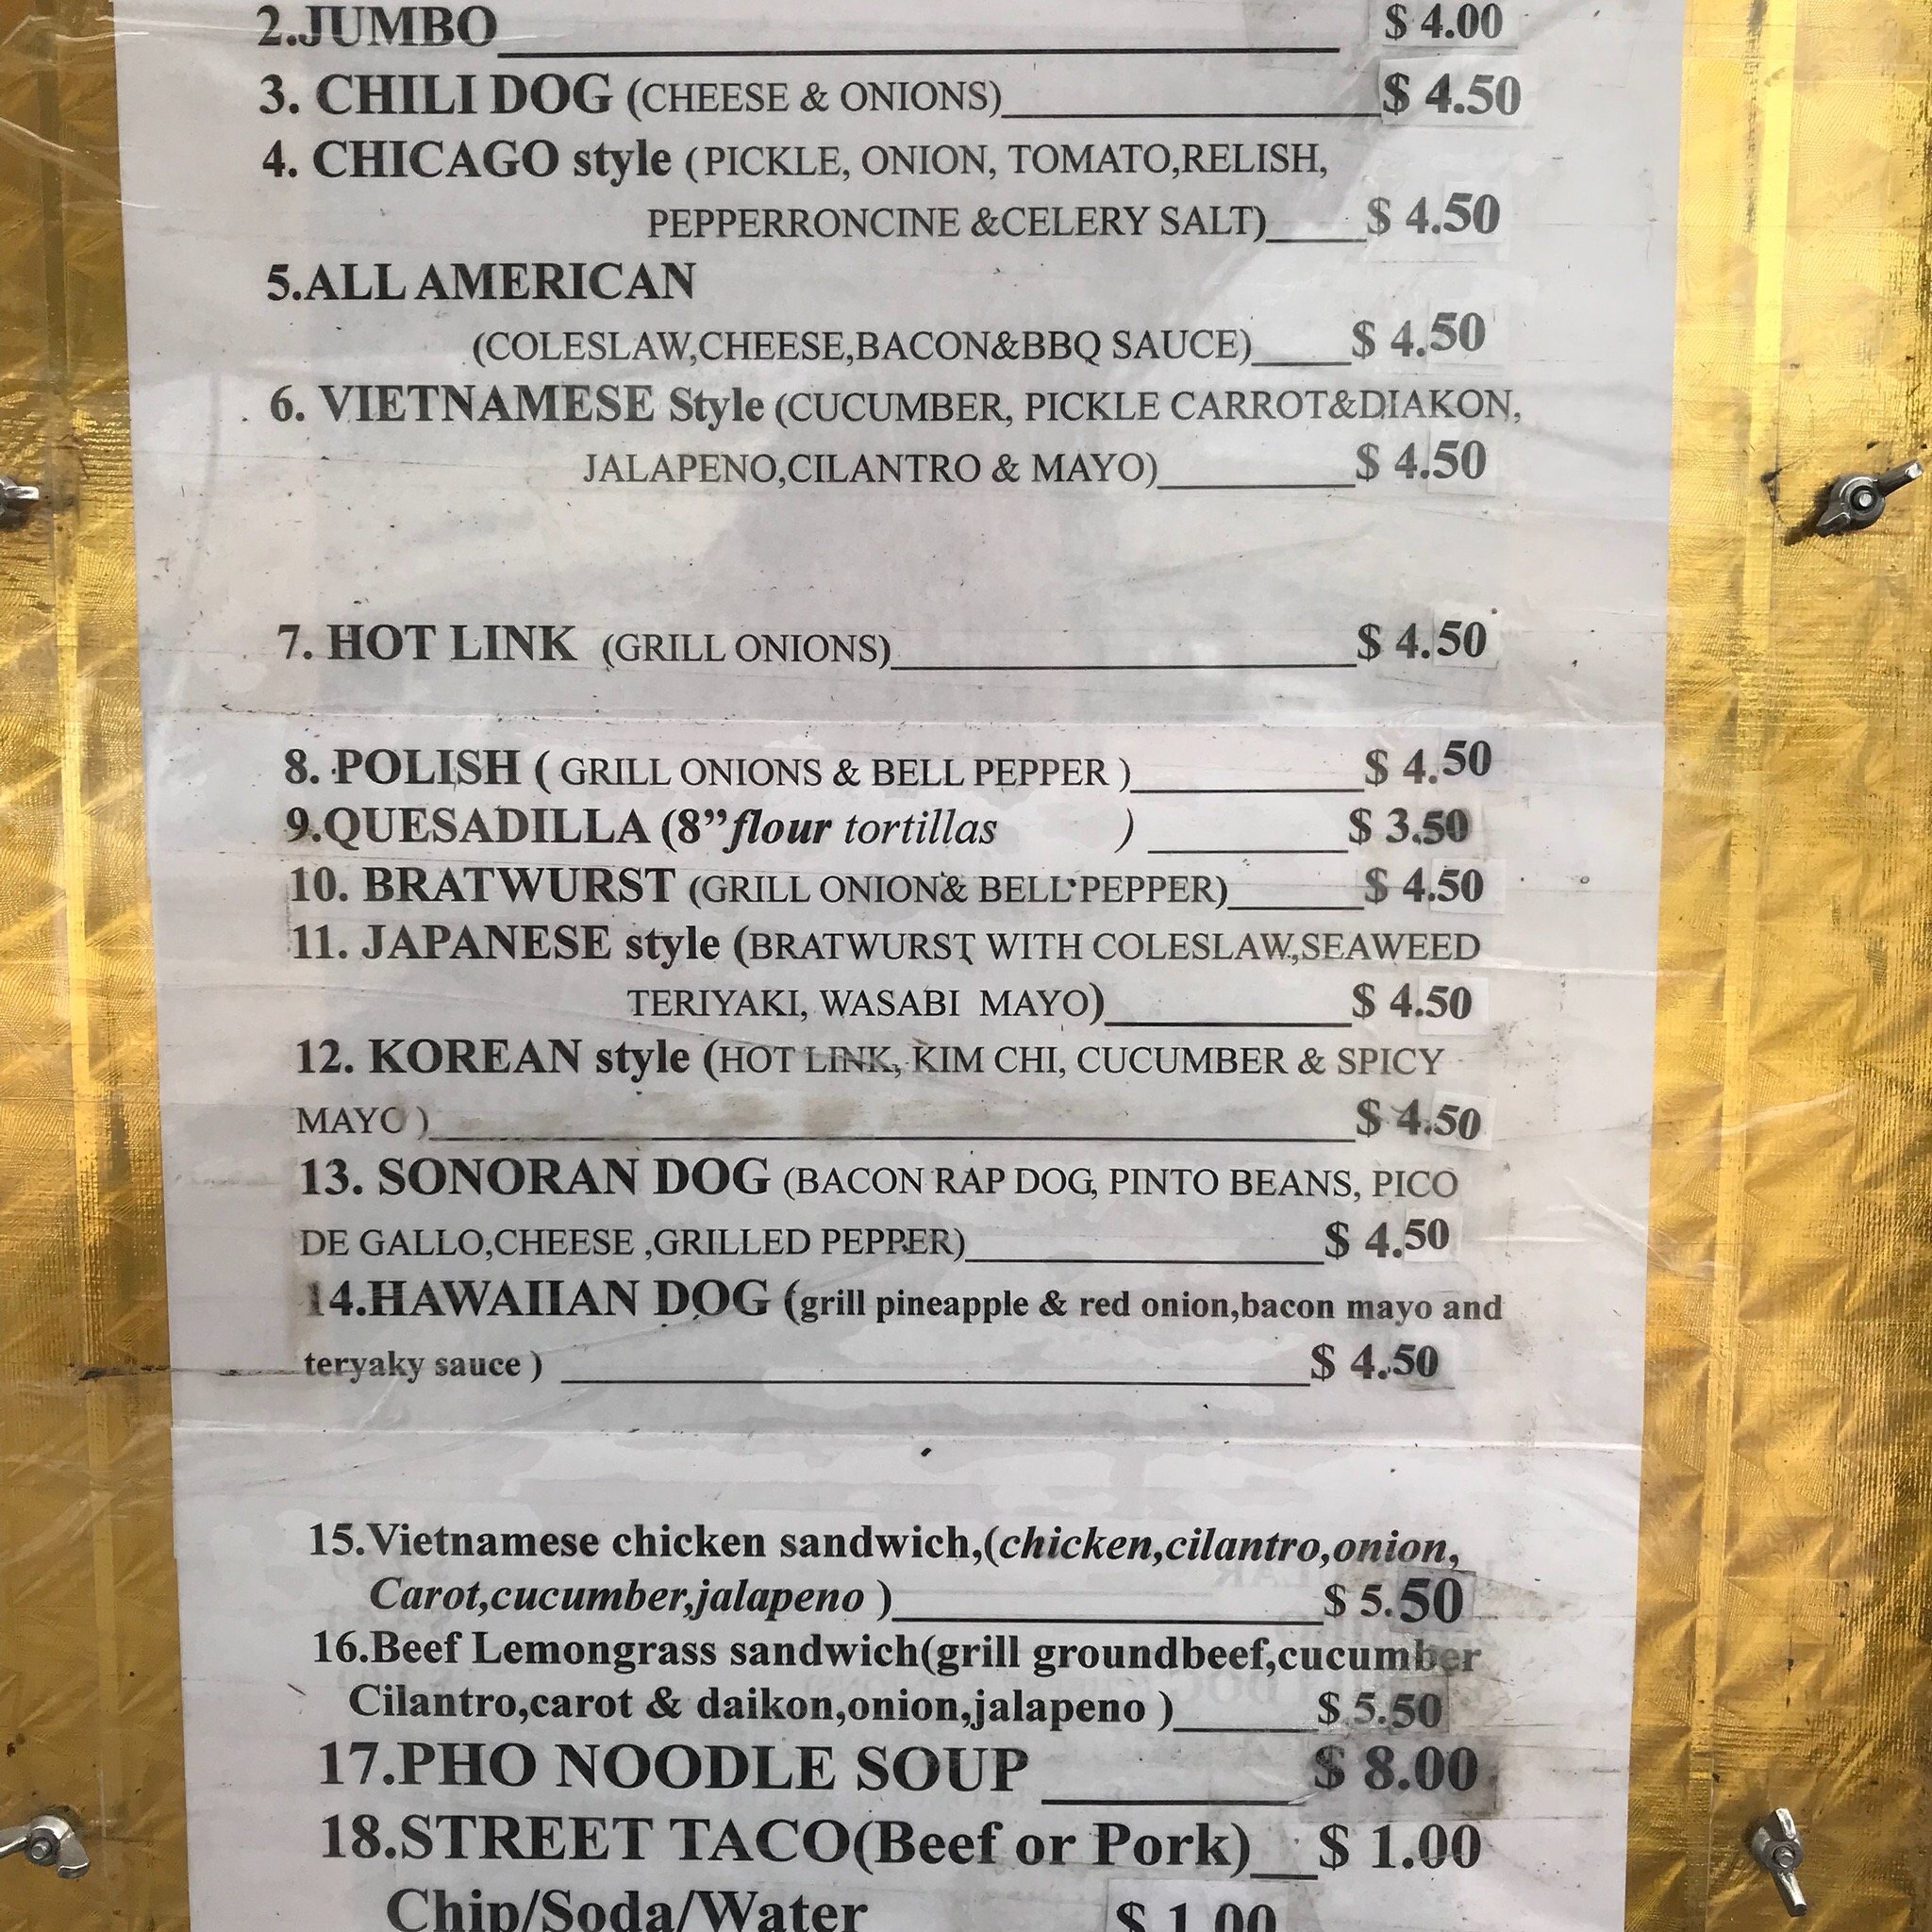 2.JUMBO $ 4.00
3. CHILI DOG (CHEESE & ONIONS) $ 4.50
4. CHICAGO style (PICKLE, ONION, TOMATO,RELISH,
PEPPERRONCINE &CELERY SALT) $ 4.50
5.ALL AMERICAN
(COLESLAW,CHEESE,BACON&BBQ SAUCE) $ 4.50
6. VIETNAMESE Style (CUCUMBER, PICKLE CARROT&DIAKON,
JALAPENO,CILANTRO & MAYO) $ 4.50
7. HOT LINK (GRILL ONIONS) $ 4.50
8. POLISH ( GRILL ONIONS & BELL PEPPER ) $ 4.50
9.QUESADILLA (8”flour tortillas ) $ 3.50
10. BRATWURST (GRILL ONION& BELL PEPPER) $ 4.50
11. JAPANESE style (BRATWURST WITH COLESLAW,SEAWEED
TERIYAKI, WASABI MAYO) $ 4.50
12. KOREAN style (HOT LINK, KIM CHI, CUCUMBER & SPICY
MAYO ) $ 4.50
13. SONORAN DOG (BACON RAP DOG, PINTO BEANS, PICO
DE GALLO,CHEESE ,GRILLED PEPPER) $ 4.50
14.HAWAIIAN DOG (grill pineapple & red onion,bacon mayo and
teryaky sauce ) $ 4.50
15.Vietnamese chicken sandwich,(chicken,cilantro,onion,
Carot,cucumber,jalapeno ) $ 5.50
16.Beef Lemongrass sandwich(grill groundbeef,cucumber
Cilantro,carot & daikon,onion,jalapeno ) $ 5.50
17.PHO NOODLE SOUP $ 8.00
18.STREET TACO(Beef or Pork) $ 1.00
Chip/Soda/Water $ 1.00